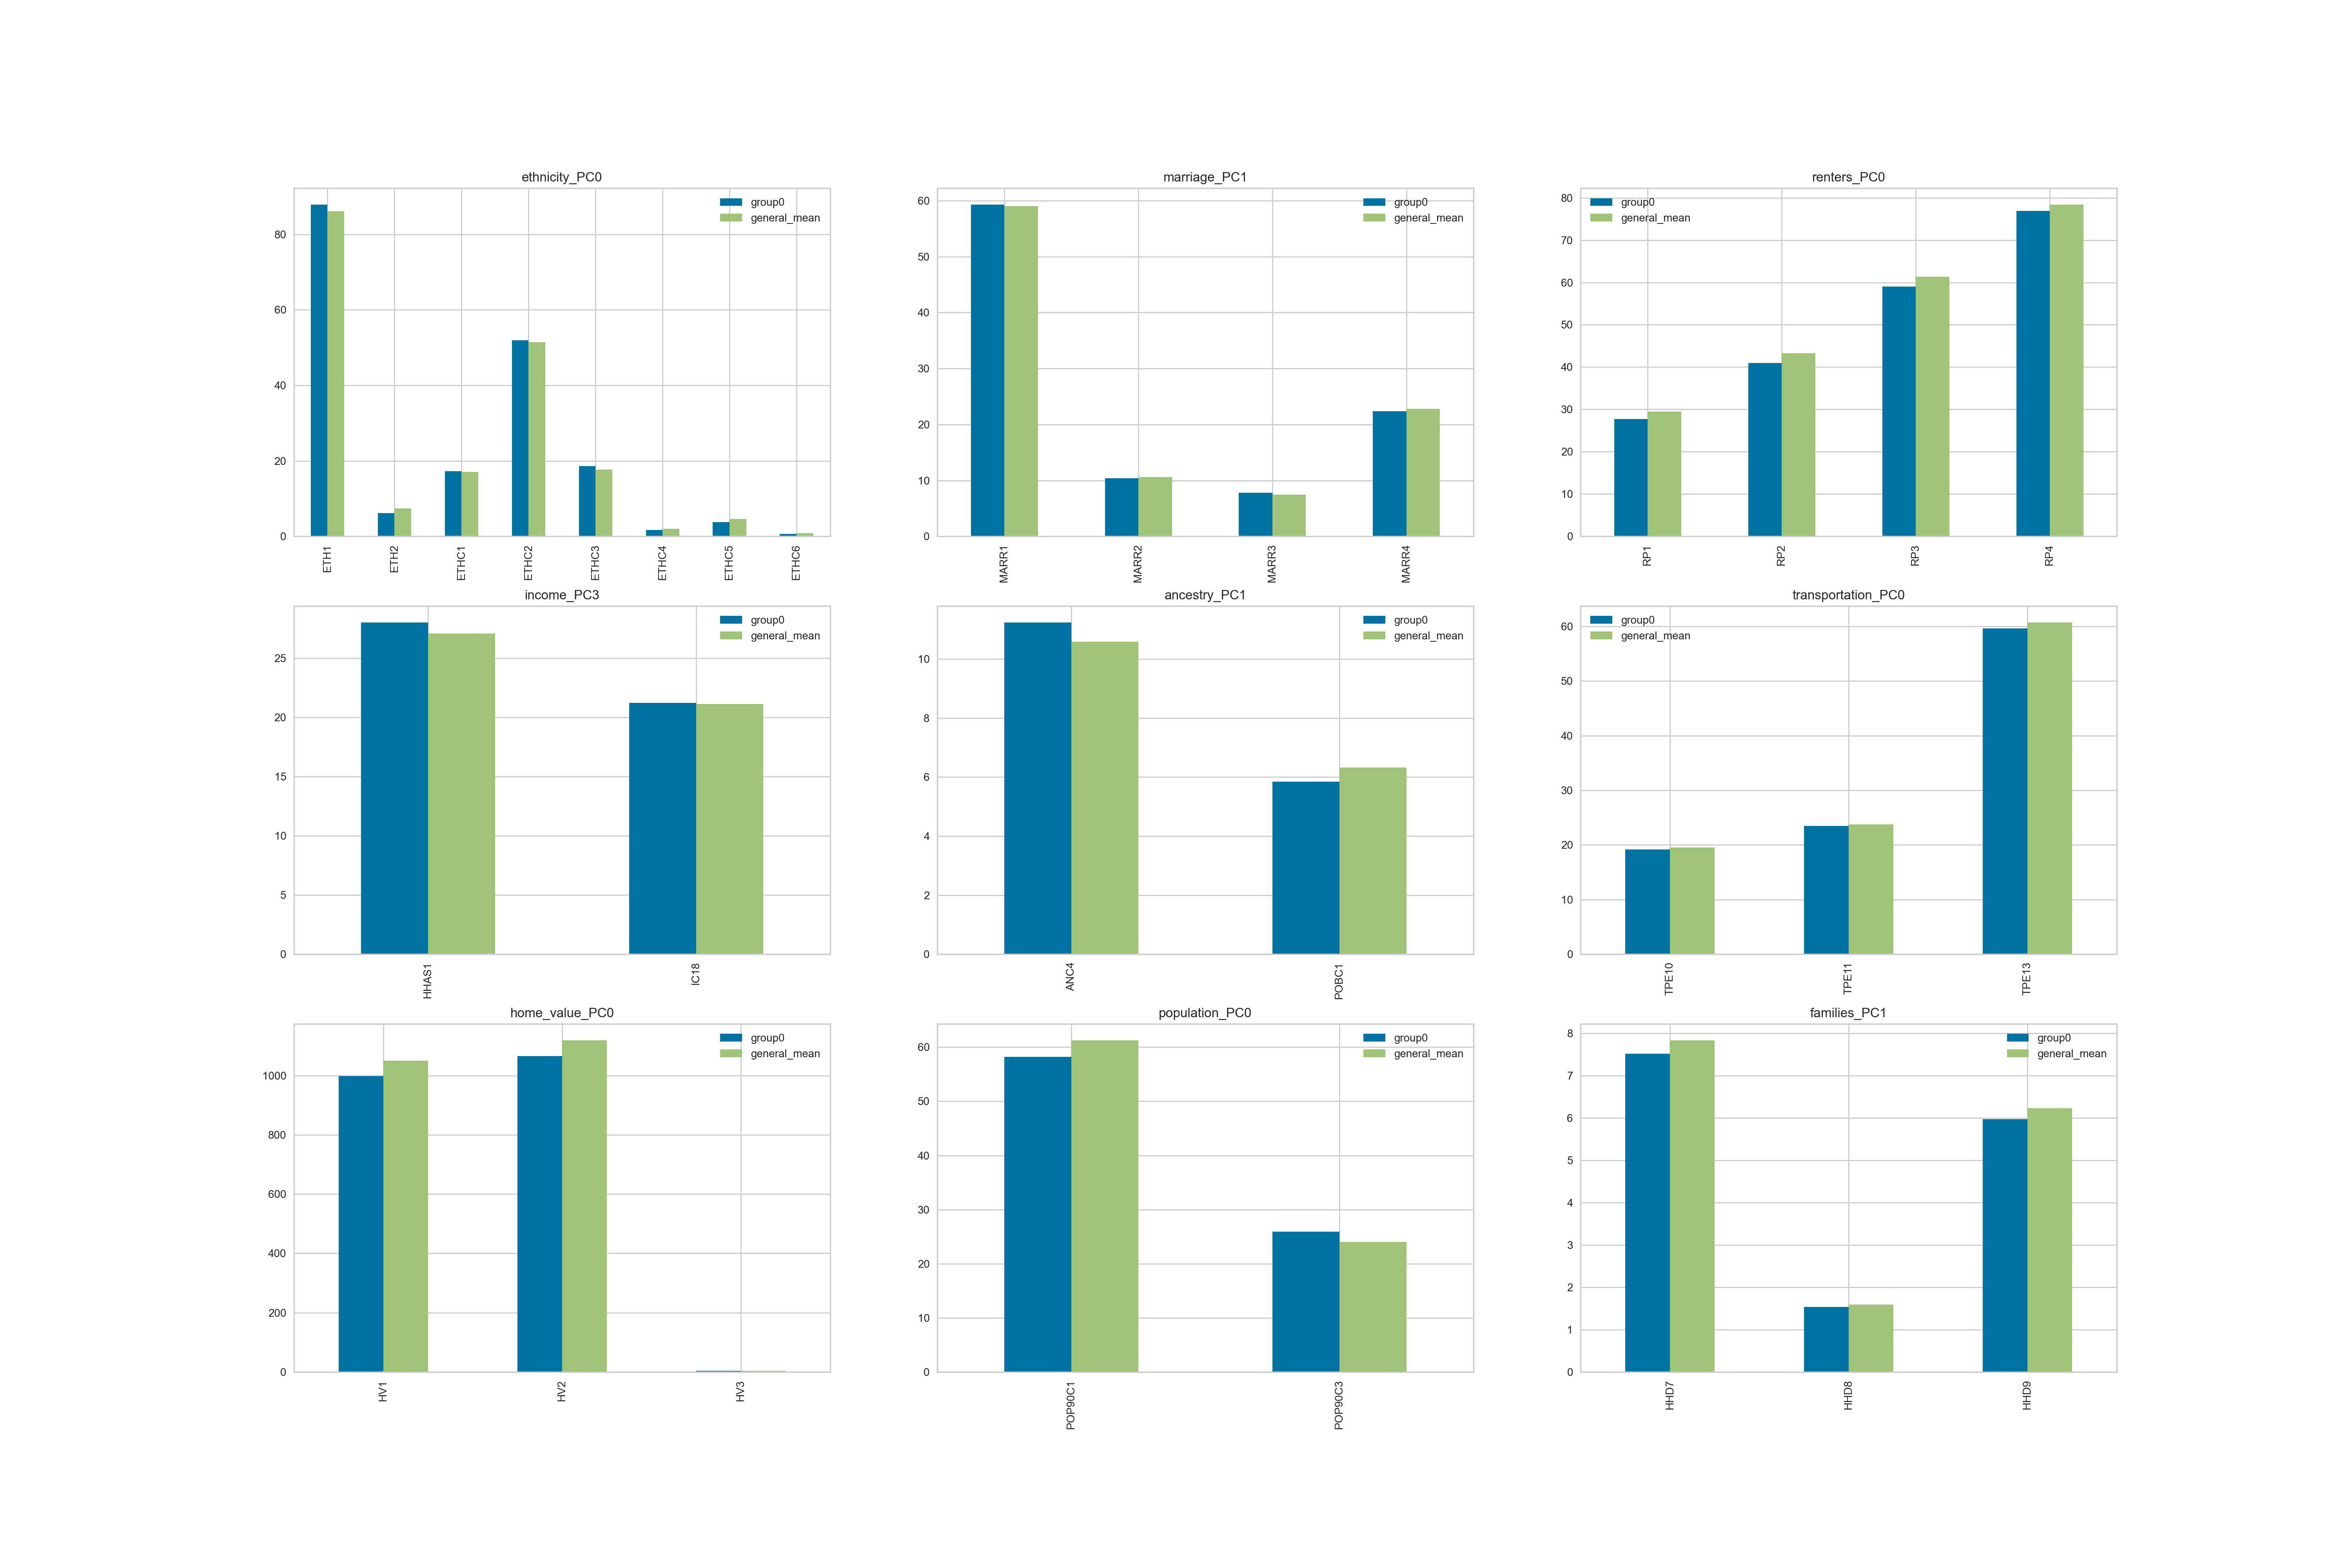 ethnicity_PC0
group0
general_mean
80
60
40
20
0
ETH1
ETH2
ETHC1
ETHC2
ETHC3
ETHC4
ETHC5
ETHC6
marriage_PC1
group0
general_mean
60
50
40
30
20
10
0
MARR1
MARR2
MARR3
MARR4
renters_PC0
group0
general_mean
80
70
60
50
40
30
20
10
0
RP1
RP2
RP3
RP4
income_PC3
group0
general_mean
25
20
15
10
5
0
HHAS1
IC18
ancestry_PC1
group0
general_mean
10
8
6
4
2
0
ANC4
POBC1
transportation_PC0
group0
general_mean
60
50
40
30
20
10
0
TPE10
TPE11
TPE13
home_value_PC0
group0
general_mean
1000
800
600
400
200
0
HV1
HV2
HV3
population_PC0
group0
general_mean
60
50
40
30
20
10
0
POP90C1
POP90C3
families_PC1
group0
general_mean
8
7
6
5
4
3
2
1
0
HHD7
HHD8
HHD9